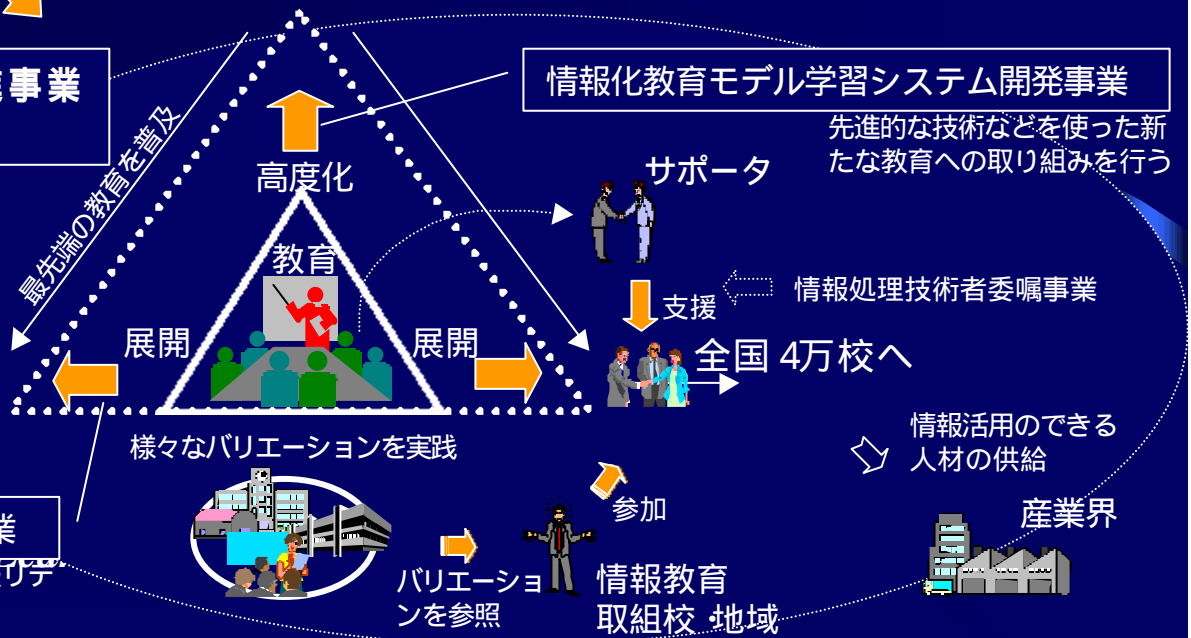 事業
情報化教育モデル学習システム開発事業
先進的な技術などを使った新
たな教育への取り組みを行う
最先端の教育を普及
高度化
サポータ
教育
支援
情報処理技術者委嘱事業
展開
展開
全国 4万校へ
様々なバリエーションを実践
情報活用のできる
人材の供給
参加
産業界
業
リテ
バリエーショ
ンを参照
情報教育
取組校・地域